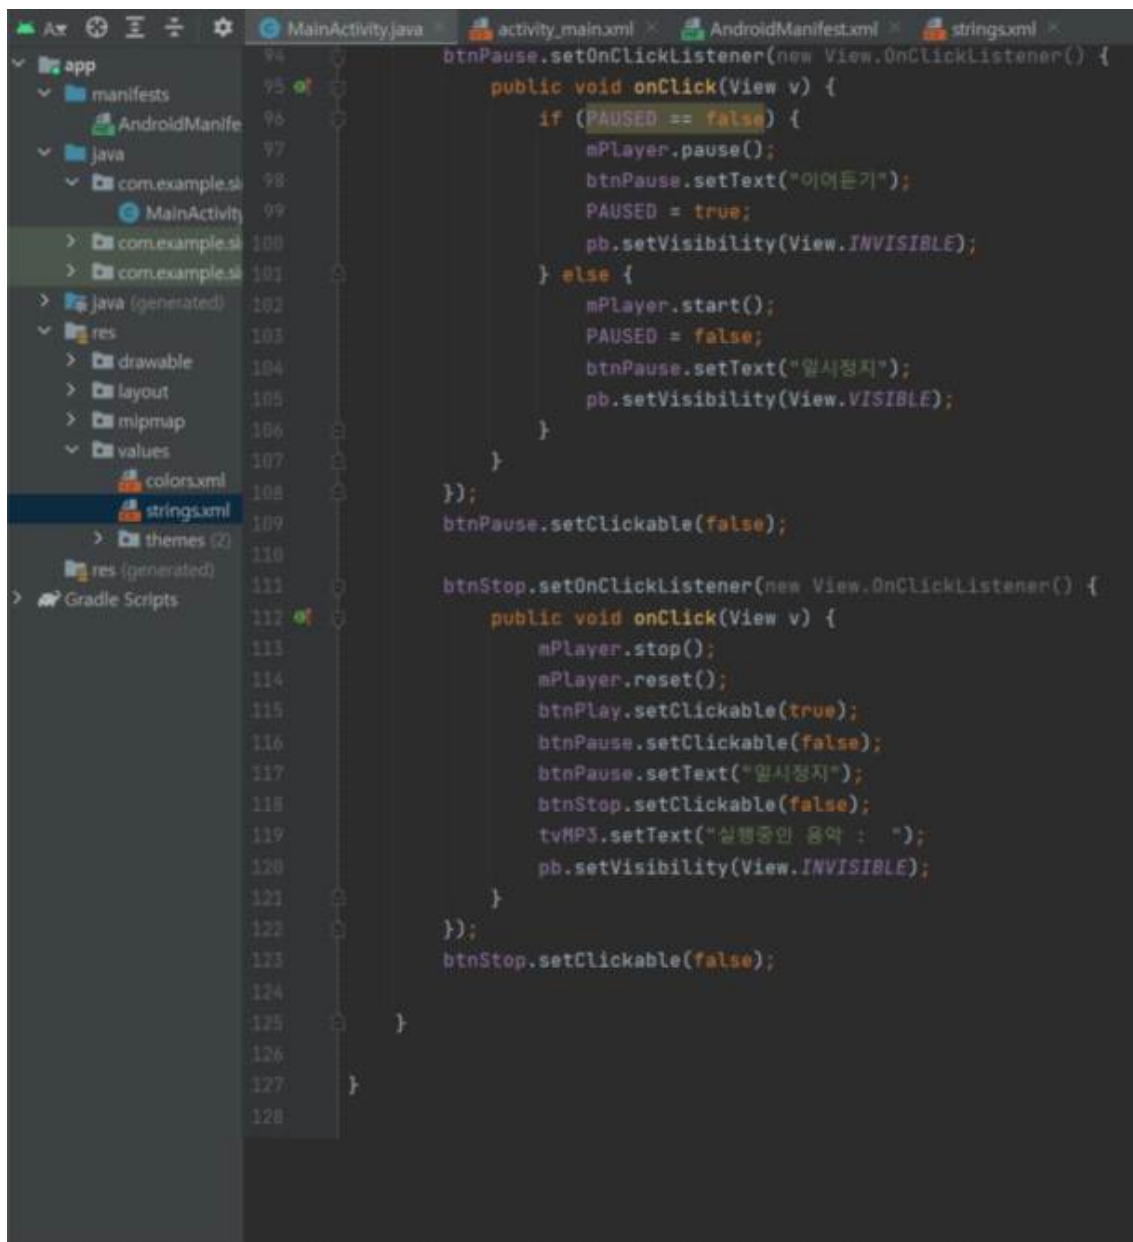 MainActivity.java
activity_main.xml
AndroidManifest.xml
strings.xml
app
manifests
AndroidManife
java
com.example.si
MainActivity
com.example.si
com.example.si
java (generated)
res
drawable
layout
mipmap
values
colors.xml
strings.xml
themes (2)
res (generated)
Gradle Scripts
94 btnPause.setOnClickListener(new View.OnClickListener() {
95 public void onClick(View v) {
96 if (PAUSED == false) {
97 mPlayer.pause();
98 btnPause.setText("이어듣기");
99 PAUSED = true;
100 pb.setVisibility(View.INVISIBLE);
101 } else {
102 mPlayer.start();
103 PAUSED = false;
104 btnPause.setText("일시정지");
105 pb.setVisibility(View.VISIBLE);
106 }
107 }
108 });
109 btnPause.setClickable(false);
110
111 btnStop.setOnClickListener(new View.OnClickListener() {
112 public void onClick(View v) {
113 mPlayer.stop();
114 mPlayer.reset();
115 btnPlay.setClickable(true);
116 btnPause.setClickable(false);
117 btnPause.setText("일시정지");
118 btnStop.setClickable(false);
119 tvMP3.setText("실행중인 음악 :  ");
120 pb.setVisibility(View.INVISIBLE);
121 }
122 });
123 btnStop.setClickable(false);
124
125 }
126
127 }
128